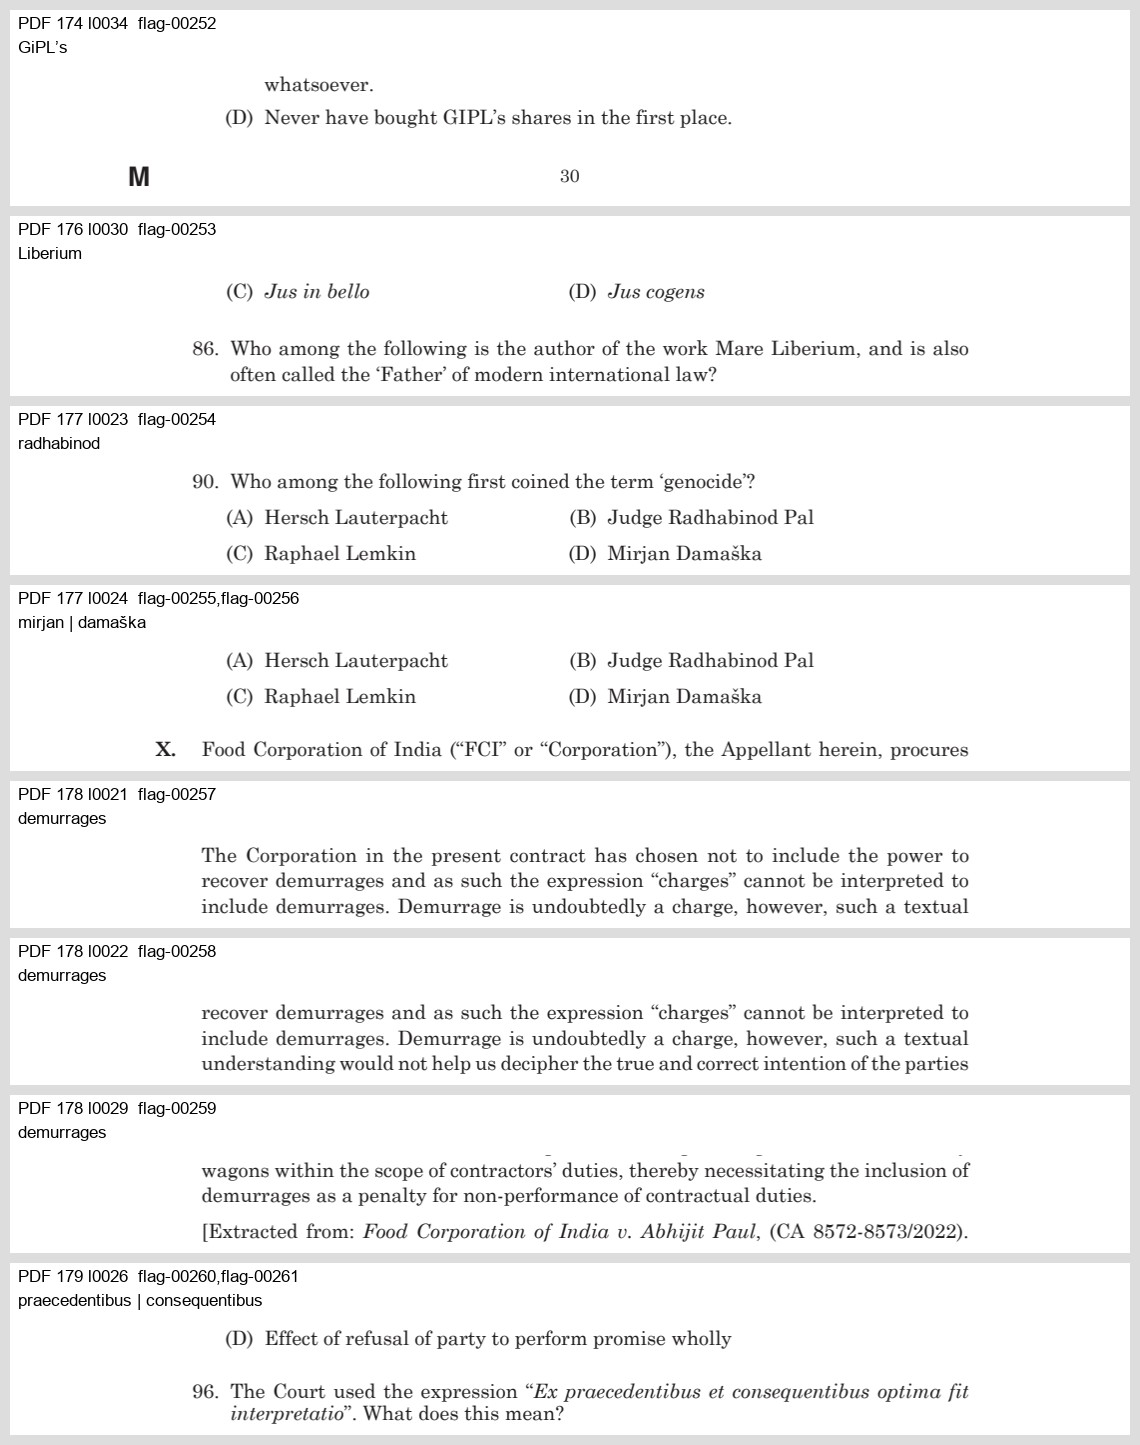 PDF 174 l0034 flag-00252
GiPL’s
whatsoever.
(D) Never have bought GIPL’s shares in the first place.
M 30
PDF 176 l0030 flag-00253
Liberium
(C) Jus in bello (D) Jus cogens
86. Who among the following is the author of the work Mare Liberium, and is also
often called the ‘Father’ of modern international law?
PDF 177 l0023 flag-00254
radhabinod
90. Who among the following first coined the term ‘genocide’?
(A) Hersch Lauterpacht (B) Judge Radhabinod Pal
(C) Raphael Lemkin (D) Mirjan Damaška
PDF 177 l0024 flag-00255,flag-00256
mirjan | damaška
(A) Hersch Lauterpacht (B) Judge Radhabinod Pal
(C) Raphael Lemkin (D) Mirjan Damaška
X. Food Corporation of India (“FCI” or “Corporation”), the Appellant herein, procures
PDF 178 l0021 flag-00257
demurrages
The Corporation in the present contract has chosen not to include the power to
recover demurrages and as such the expression “charges” cannot be interpreted to
include demurrages. Demurrage is undoubtedly a charge, however, such a textual
PDF 178 l0022 flag-00258
demurrages
recover demurrages and as such the expression “charges” cannot be interpreted to
include demurrages. Demurrage is undoubtedly a charge, however, such a textual
understanding would not help us decipher the true and correct intention of the parties
PDF 178 l0029 flag-00259
demurrages
wagons within the scope of contractors’ duties, thereby necessitating the inclusion of
demurrages as a penalty for non-performance of contractual duties.
[Extracted from: Food Corporation of India v. Abhijit Paul, (CA 8572-8573/2022).
PDF 179 l0026 flag-00260,flag-00261
praecedentibus | consequentibus
(D) Effect of refusal of party to perform promise wholly
96. The Court used the expression “Ex praecedentibus et consequentibus optima fit
interpretatio”. What does this mean?